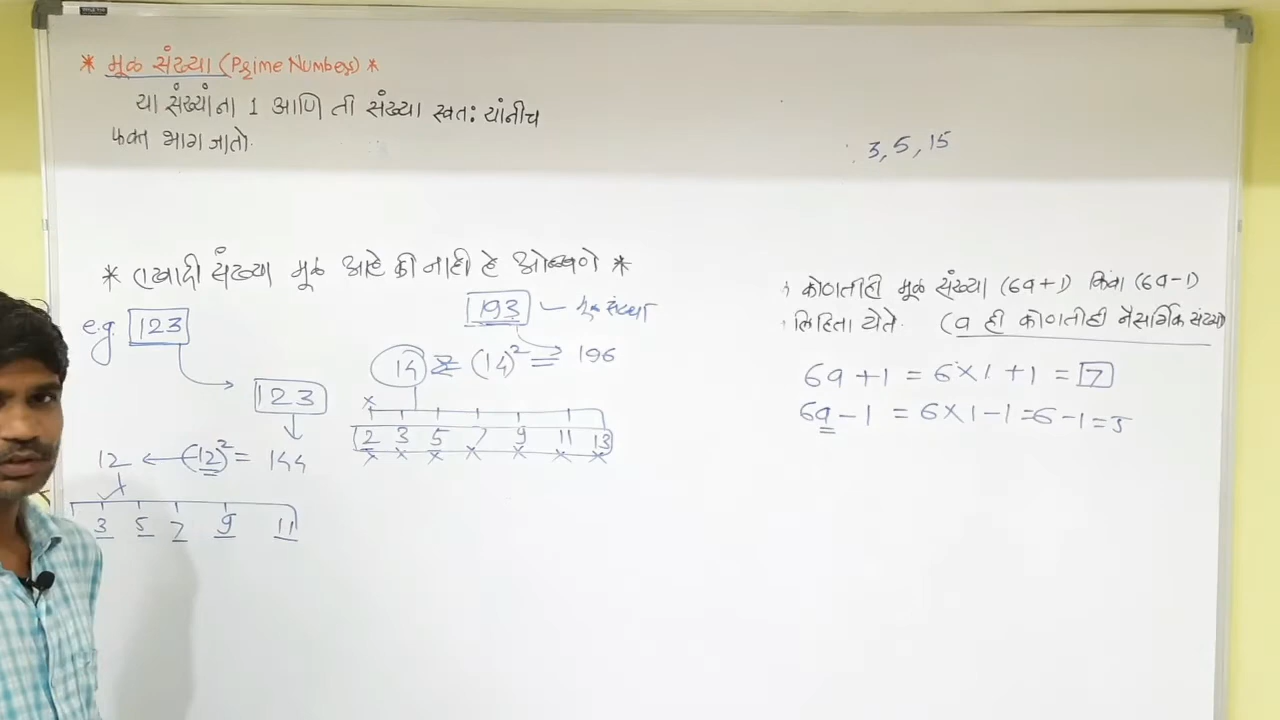 * मूळ संख्या (Prime Numbers) *
या संख्यांना 1 आणि ती संख्या स्वतः यांनीच
फक्त भाग जातो.
3, 5, 15
* एखादी संख्या मूळ आहे की नाही हे ओळखणे *
e.g. 123
123
12 ← (12)² = 144
3 5 7 9 11
193 – मूळ संख्या
14 ≈ (14)² = 196
2 3 5 7 9 11 13
कोणतीही मूळ संख्या (6a+1) किंवा (6a-1)
लिहिता येते. (a ही कोणतीही नैसर्गिक संख्या)
6a + 1 = 6×1 + 1 = 7
6a - 1 = 6×1 - 1 = 6 - 1 = 5